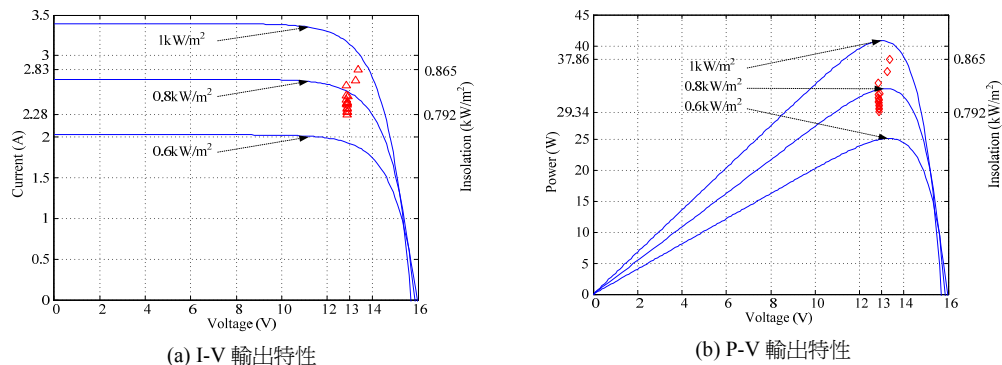 3.5
3
2.83
2.28
2
1.5
1
0.5
0
Current (A)
1kW/m²
0.8kW/m²
0.6kW/m²
0.865
0.792
Insolation (kW/m²)
0 2 4 6 8 10 12 13 14 16
Voltage (V)
(a) I-V 輸出特性
45
40
37.86
29.34
25
20
15
10
5
0
Power (W)
1kW/m²
0.8kW/m²
0.6kW/m²
0.865
0.792
Insolation (kW/m²)
0 2 4 6 8 10 12 13 14 16
Voltage (V)
(b) P-V 輸出特性